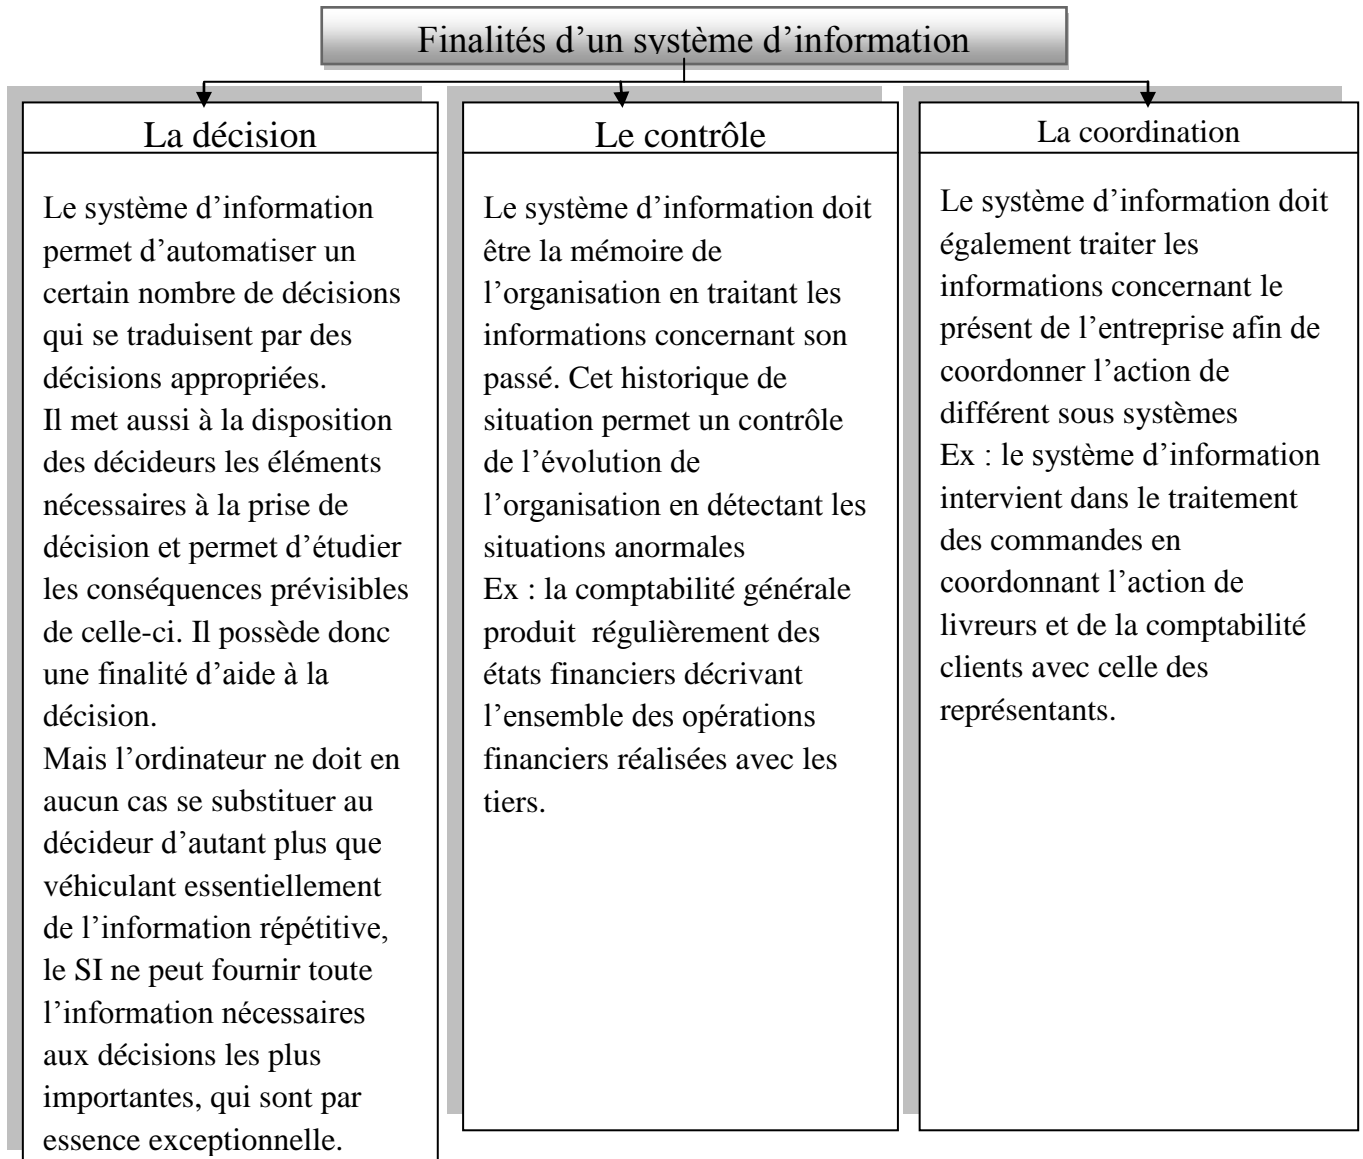 Finalités d’un système d’information
La décision
Le système d’information
permet d’automatiser un
certain nombre de décisions
qui se traduisent par des
décisions appropriées.
Il met aussi à la disposition
des décideurs les éléments
nécessaires à la prise de
décision et permet d’étudier
les conséquences prévisibles
de celle-ci. Il possède donc
une finalité d’aide à la
décision.
Mais l’ordinateur ne doit en
aucun cas se substituer au
décideur d’autant plus que
véhiculant essentiellement
de l’information répétitive,
le SI ne peut fournir toute
l’information nécessaires
aux décisions les plus
importantes, qui sont par
essence exceptionnelle.
Le contrôle
Le système d’information doit
être la mémoire de
l’organisation en traitant les
informations concernant son
passé. Cet historique de
situation permet un contrôle
de l’évolution de
l’organisation en détectant les
situations anormales
Ex : la comptabilité générale
produit  régulièrement des
états financiers décrivant
l’ensemble des opérations
financiers réalisées avec les
tiers.
La coordination
Le système d’information doit
également traiter les
informations concernant le
présent de l’entreprise afin de
coordonner l’action de
différent sous systèmes
Ex : le système d’information
intervient dans le traitement
des commandes en
coordonnant l’action de
livreurs et de la comptabilité
clients avec celle des
représentants.